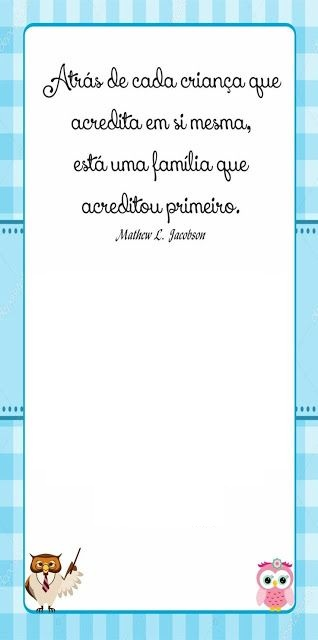 Atrás de cada criança que
acredita em si mesma,
está uma família que
acreditou primeiro.
Mathew L. Jacobson